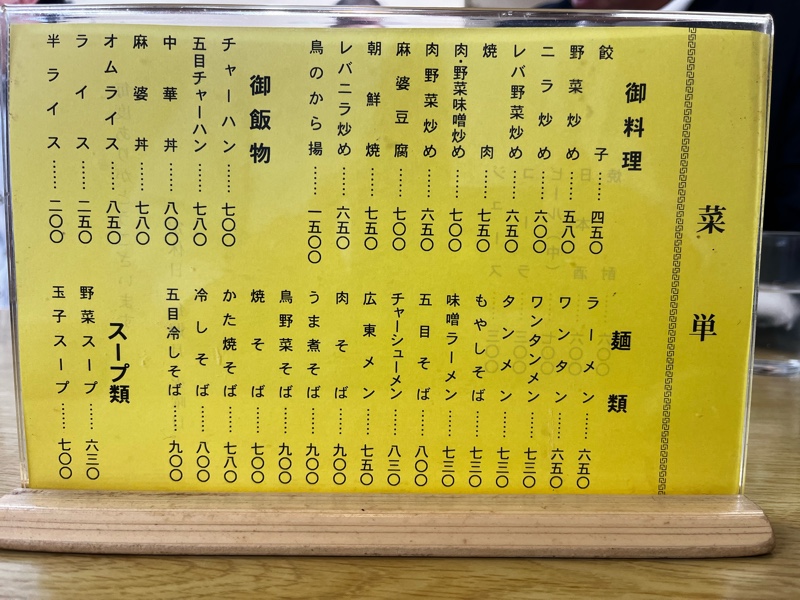 菜単
御料理
餃子……四五〇
野菜炒め……五八〇
ニラ炒め……六〇〇
レバ野菜炒め……六五〇
焼肉……七五〇
肉・野菜味噌炒め……七〇〇
肉野菜炒め……六五〇
麻婆豆腐……七〇〇
朝鮮焼……七五〇
レバニラ炒め……六五〇
鳥のから揚……一五〇〇
御飯物
チャーハン……七〇〇
五目チャーハン……七八〇
中華丼……八〇〇
麻婆丼……七八〇
オムライス……八五〇
ライス……二五〇
半ライス……二〇〇
麺類
ラーメン……六五〇
ワンタン……六五〇
ワンタンメン……七三〇
タンメン……七三〇
もやしそば……七三〇
味噌ラーメン……七三〇
五目そば……八〇〇
チャーシューメン……八三〇
広東メン……七五〇
肉そば……九〇〇
うま煮そば……九〇〇
鳥野菜そば……九〇〇
焼そば……七〇〇
かた焼そば……七八〇
冷しそば……八〇〇
五目冷しそば……九〇〇
スープ類
野菜スープ……六三〇
玉子スープ……七〇〇